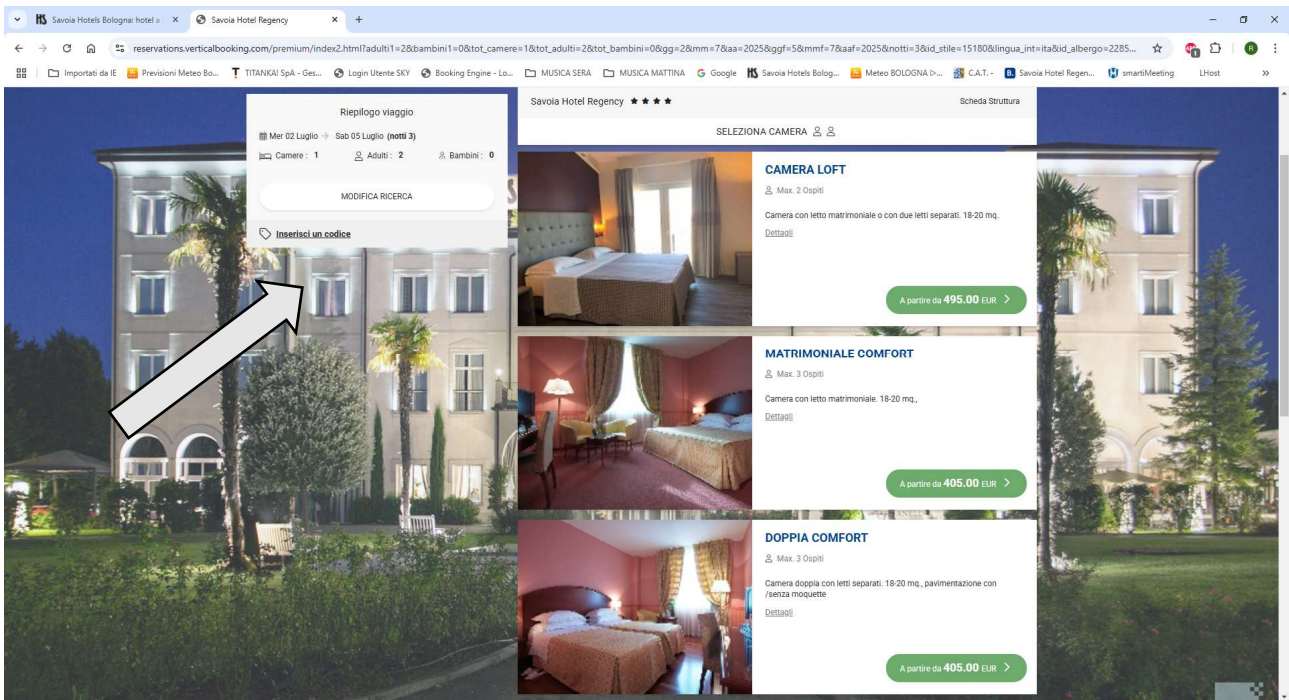 Savoia Hotels Bologna: hotel a
Savoia Hotel Regency
reservations.verticalbooking.com/premium/index2.html?adulti1=2&bambini1=0&tot_camere=1&tot_adulti=2&tot_bambini=0&gg=2&mm=7&aa=2025&ggf=5&mmf=7&aaf=2025&notti=3&id_stile=15180&lingua_int=ita&id_albergo=2285...
Importati da IE
Previsioni Meteo Bo...
TITANKA! SpA - Ges...
Login Utente SKY
Booking Engine - Lo...
MUSICA SERA
MUSICA MATTINA
Google
Savoia Hotels Bolog...
Meteo BOLOGNA ▷...
C.A.T. -
Savoia Hotel Regen...
smartiMeeting
LHost
Riepilogo viaggio
Mer 02 Luglio → Sab 05 Luglio (notti 3)
Camere : 1 Adulti : 2 Bambini : 0
MODIFICA RICERCA
Inserisci un codice
Savoia Hotel Regency ★ ★ ★ ★
Scheda Struttura
SELEZIONA CAMERA
CAMERA LOFT
Max. 2 Ospiti
Camera con letto matrimoniale o con due letti separati. 18-20 mq.
Dettagli
A partire da 495.00 EUR
MATRIMONIALE COMFORT
Max. 3 Ospiti
Camera con letto matrimoniale. 18-20 mq.,
Dettagli
A partire da 405.00 EUR
DOPPIA COMFORT
Max. 3 Ospiti
Camera doppia con letti separati. 18-20 mq., pavimentazione con
/senza moquette
Dettagli
A partire da 405.00 EUR